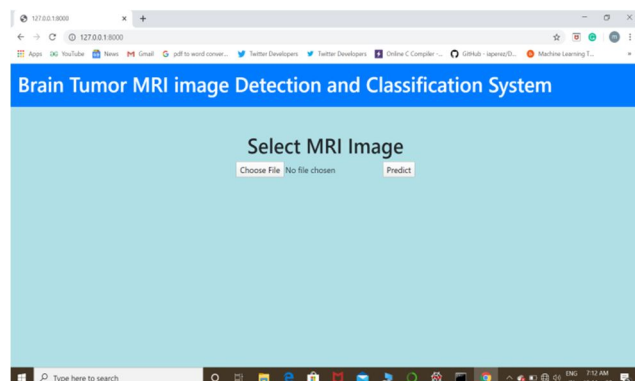 127.0.0.1:8000
127.0.0.1:8000
Apps YouTube News Gmail pdf to word conver... Twitter Developers Twitter Developers Online C Compiler -... GitHub - iaperez/D... Machine Learning T...
Brain Tumor MRI image Detection and Classification System
Select MRI Image
Choose File No file chosen Predict
Type here to search
ENG 7:12 AM